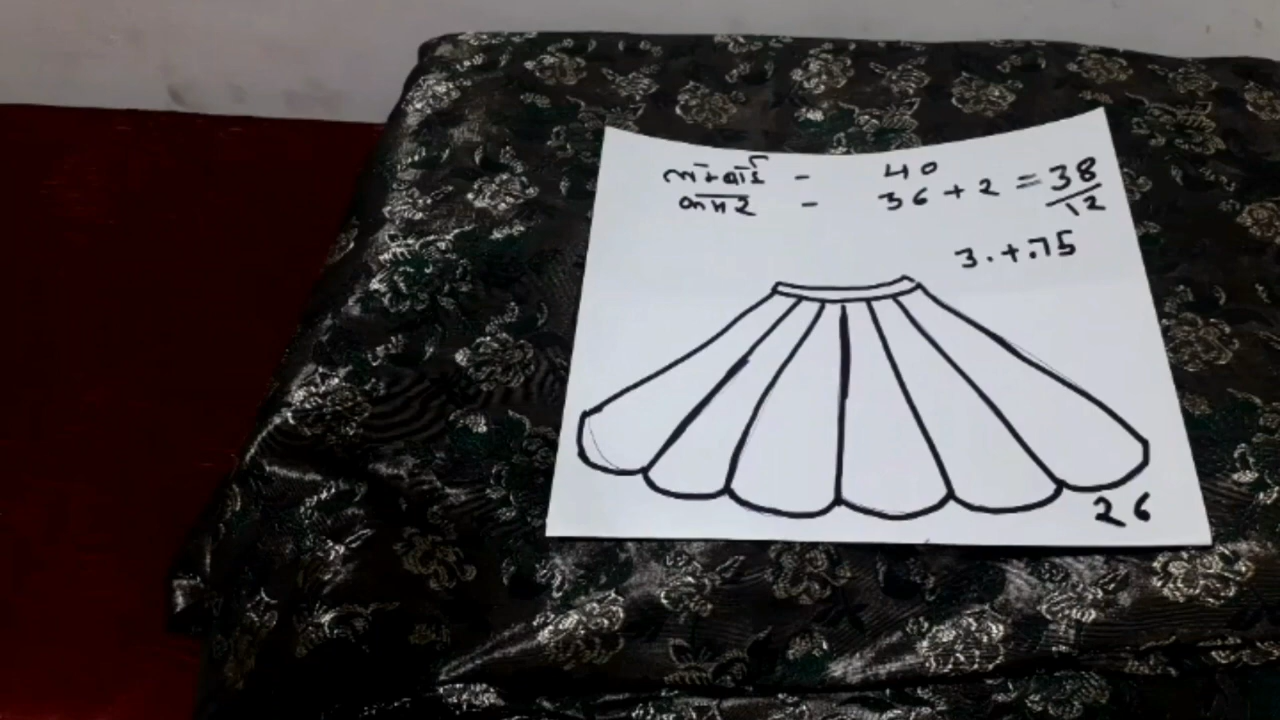 લંબાઈ - 40
કમર - 36 + 2 = 38/12
3. + .75
26